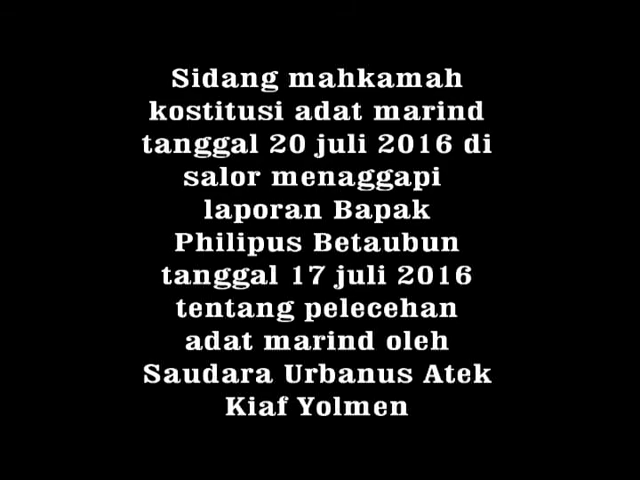 Sidang mahkamah
kostitusi adat marind
tanggal 20 juli 2016 di
salor menaggapi
laporan Bapak
Philipus Betaubun
tanggal 17 juli 2016
tentang pelecehan
adat marind oleh
Saudara Urbanus Atek
Kiaf Yolmen